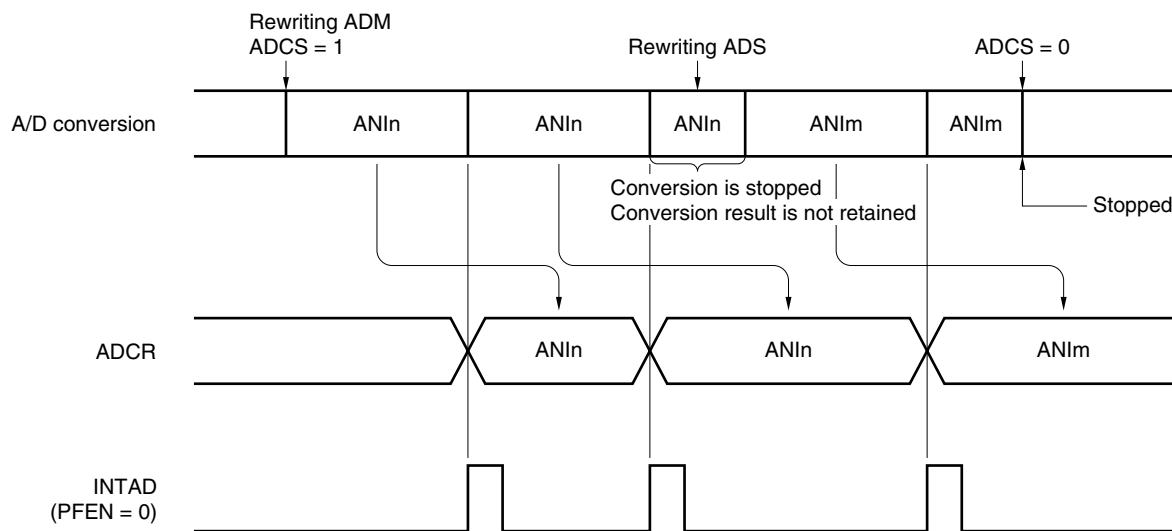 Rewriting ADM
ADCS = 1
Rewriting ADS
ADCS = 0
A/D conversion
ANIn
ANIn
ANIn
ANIm
ANIm
Conversion is stopped
Conversion result is not retained
Stopped
ADCR
ANIn
ANIn
ANIm
INTAD
(PFEN = 0)